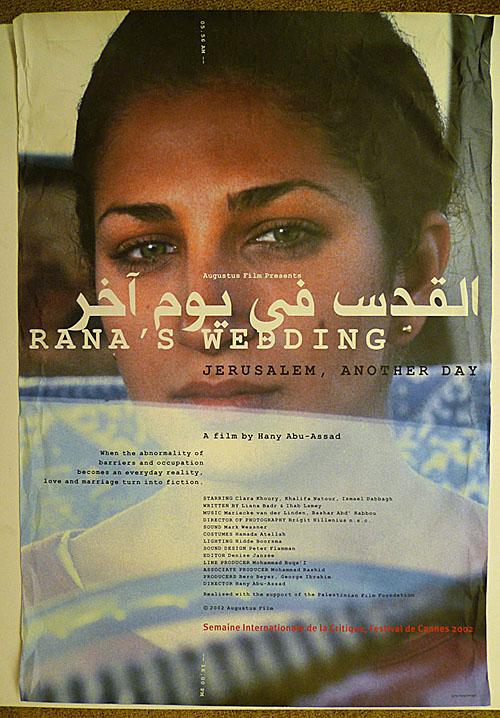 05.56 AM --
Augustus Film Presents
القدس في يوم آخر
RANA'S WEDDING
JERUSALEM, ANOTHER DAY
A film by Hany Abu-Assad
When the abnormality of
barriers and occupation
becomes an everyday reality,
love and marriage turn into fiction.
STARRING Clara Khoury, Khalifa Natour, Ismael Dabbagh
WRITTEN BY Liana Badr & Ihab Lamey
MUSIC Mariecke van der Linden, Bashar Abd' Rabbou
DIRECTOR OF PHOTOGRAPHY Brigit Hillenius n.s.c.
SOUND Mark Wessner
COSTUMES Hamada Atallah
LIGHTING Hidde Boorsma
SOUND DESIGN Peter Flamman
EDITOR Denise Janzée
LINE PRODUCER Mohammad Buqa'I
ASSOCIATE PRODUCER Mohammad Rashid
PRODUCERS Bero Beyer, George Ibrahim
DIRECTOR Hany Abu-Assad
Realised with the support of the Palestinian Film Foundation
© 2002 Augustus Film
Semaine Internationale de la Critique, Festival de Cannes 2002